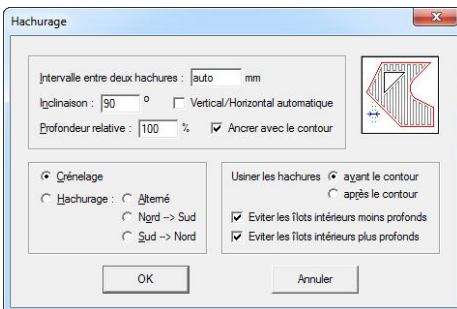 Hachurage
Intervalle entre deux hachures : auto mm
Inclinaison : 90 ° Vertical/Horizontal automatique
Profondeur relative : 100 % Ancrer avec le contour
Crénelage
Hachurage : Alterné
Nord --> Sud
Sud --> Nord
Usiner les hachures avant le contour
après le contour
Eviter les îlots intérieurs moins profonds
Eviter les îlots intérieurs plus profonds
OK Annuler